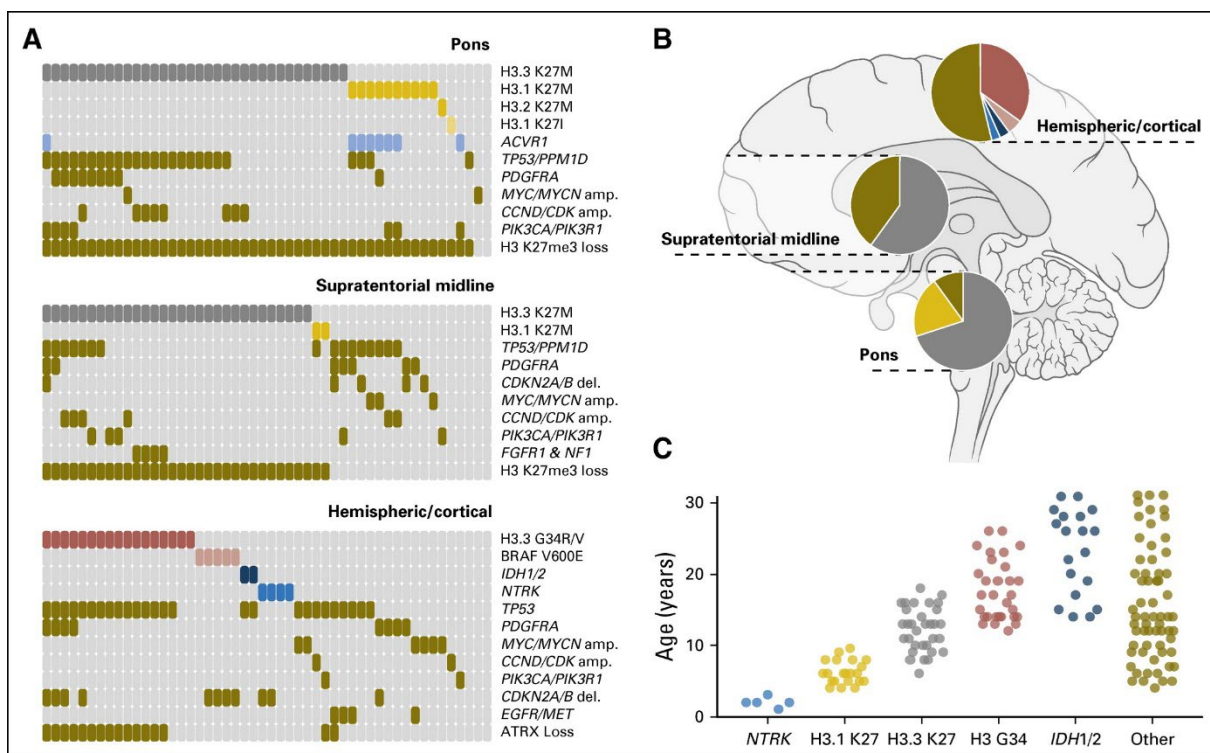 A
Pons
H3.3 K27M
H3.1 K27M
H3.2 K27M
H3.1 K27I
ACVR1
TP53/PPM1D
PDGFRA
MYC/MYCN amp.
CCND/CDK amp.
PIK3CA/PIK3R1
H3 K27me3 loss
Supratentorial midline
H3.3 K27M
H3.1 K27M
TP53/PPM1D
PDGFRA
CDKN2A/B del.
MYC/MYCN amp.
CCND/CDK amp.
PIK3CA/PIK3R1
FGFR1 & NF1
H3 K27me3 loss
Hemispheric/cortical
H3.3 G34R/V
BRAF V600E
IDH1/2
NTRK
TP53
PDGFRA
MYC/MYCN amp.
CCND/CDK amp.
PIK3CA/PIK3R1
CDKN2A/B del.
EGFR/MET
ATRX Loss
B
Hemispheric/cortical
Supratentorial midline
Pons
C
Age (years)
30
20
10
0
NTRK H3.1 K27 H3.3 K27 H3 G34 IDH1/2 Other